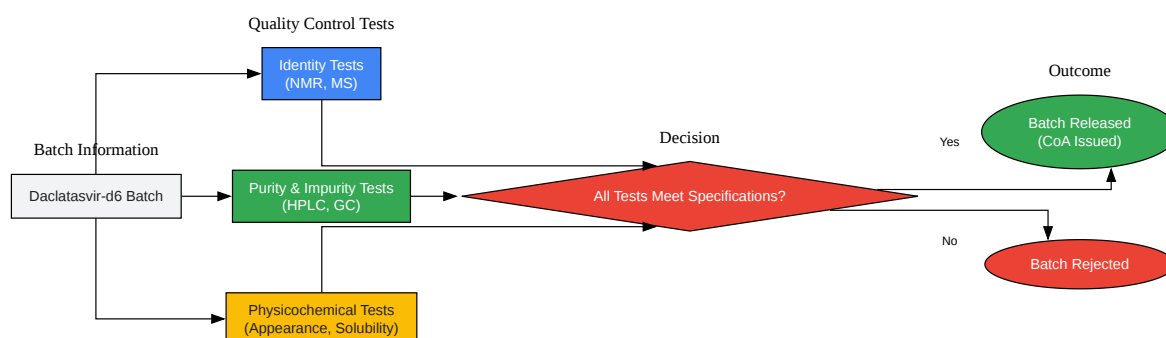 Quality Control Tests
Identity Tests
(NMR, MS)
Outcome
Batch Released
(CoA Issued)
Batch Information
Decision
Yes
Daclatasvir-d6 Batch
Purity & Impurity Tests
(HPLC, GC)
All Tests Meet Specifications?
No
Batch Rejected
Physicochemical Tests
(Appearance, Solubility)